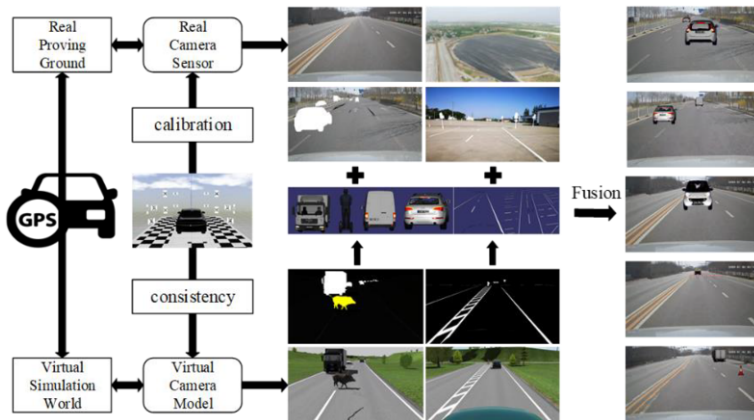 Real
Proving
Ground
Real
Camera
Sensor
calibration
GPS
Fusion
consistency
Virtual
Simulation
World
Virtual
Camera
Model